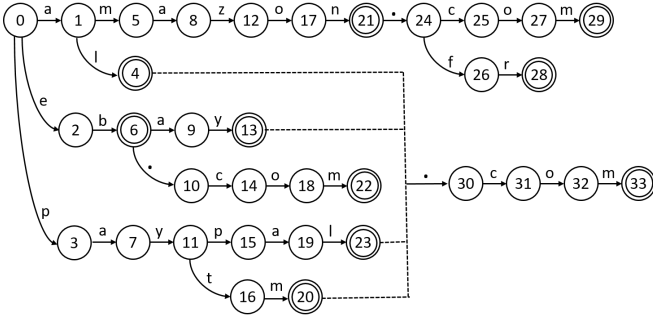 0 a 1 m 5 a 8 z 12 o 17 n 21 . 24 c 25 o 27 m 29
l 4 f 26 r 28
e 2 b 6 a 9 y 13
. 10 c 14 o 18 m 22 . 30 c 31 o 32 m 33
p 3 a 7 y 11 p 15 a 19 l 23
t 16 m 20